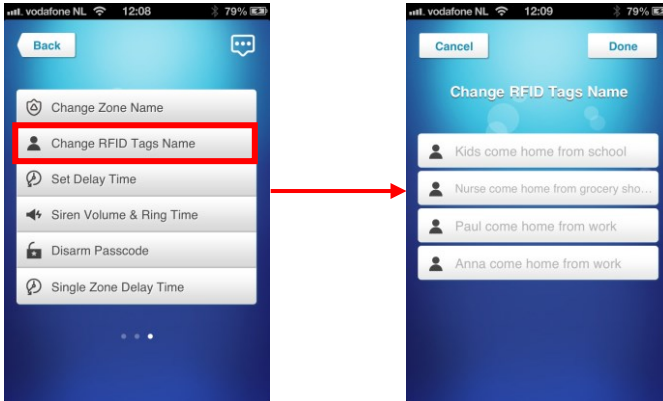 vodafone NL 12:08 79%
Back
Change Zone Name
Change RFID Tags Name
Set Delay Time
Siren Volume & Ring Time
Disarm Passcode
Single Zone Delay Time
vodafone NL 12:09 79%
Cancel Done
Change RFID Tags Name
Kids come home from school
Nurse come home from grocery sho...
Paul come home from work
Anna come home from work